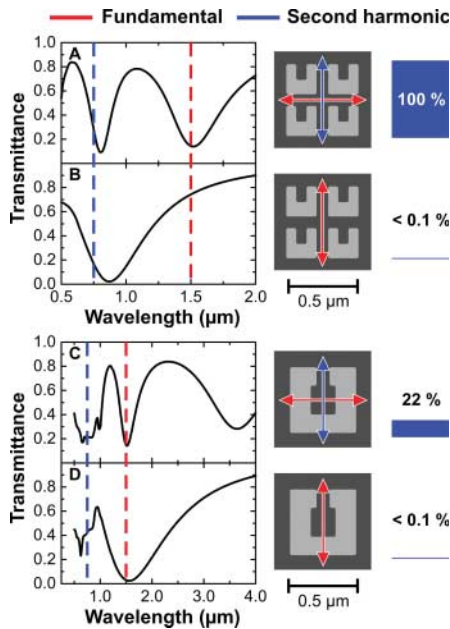 Fundamental Second harmonic
Transmittance
1.0
0.8
0.6
0.4
0.2
A
100 %
0.8
0.6
0.4
0.2
0.0
B
< 0.1 %
0.5 1.0 1.5 2.0
Wavelength (µm)
0.5 µm
Transmittance
1.0
0.8
0.6
0.4
0.2
C
22 %
0.8
0.6
0.4
0.2
0.0
D
< 0.1 %
1.0 2.0 3.0 4.0
Wavelength (µm)
0.5 µm